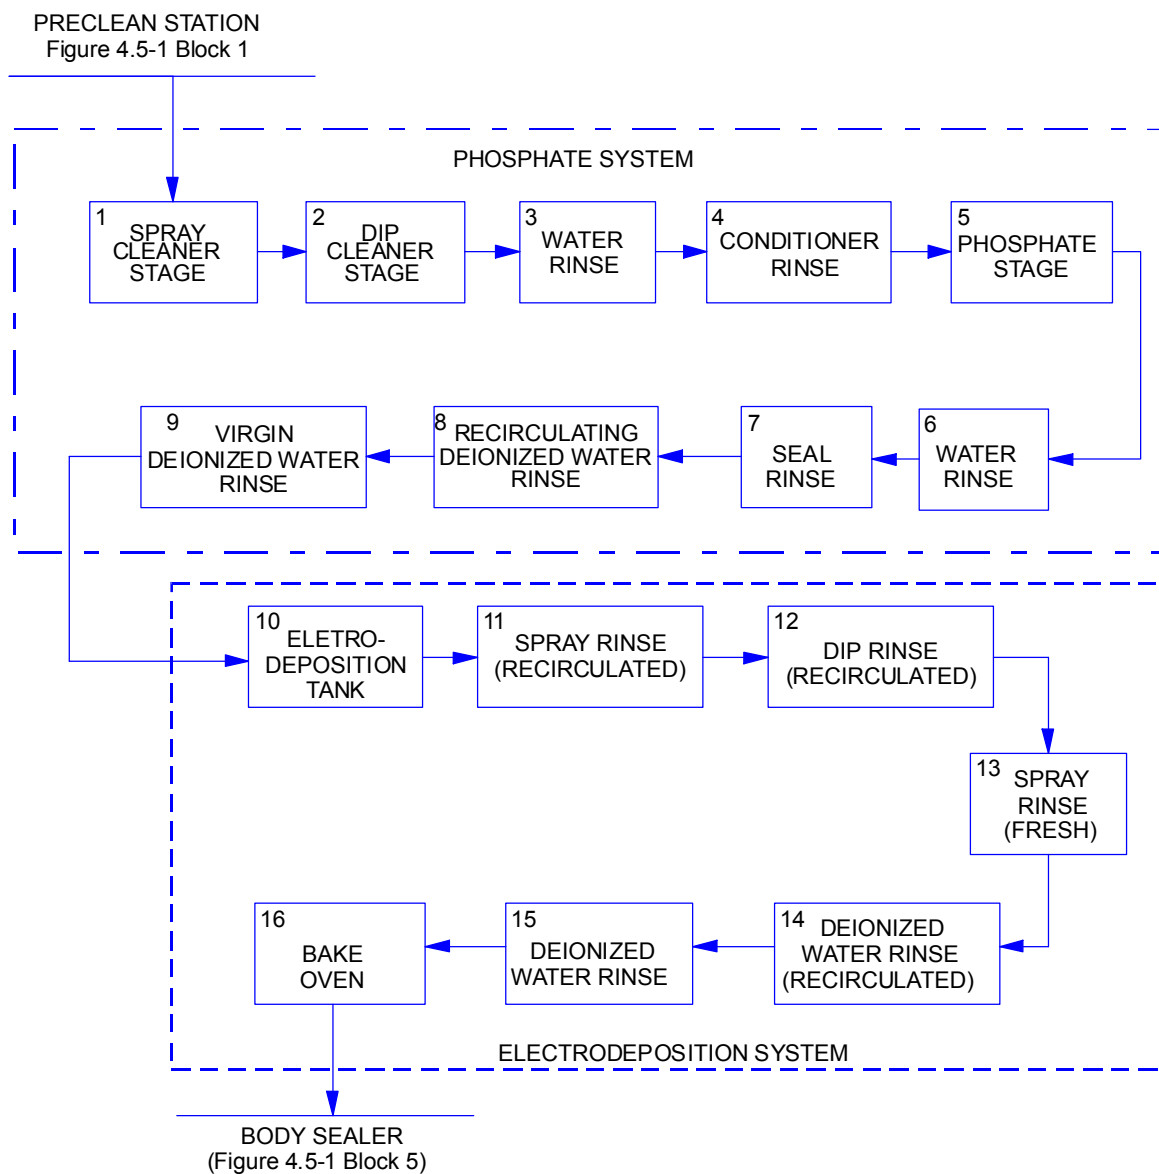 PRECLEAN STATION
Figure 4.5-1 Block 1
PHOSPHATE SYSTEM
1
SPRAY
CLEANER
STAGE
2
DIP
CLEANER
STAGE
3
WATER
RINSE
4
CONDITIONER
RINSE
5
PHOSPHATE
STAGE
9
VIRGIN
DEIONIZED WATER
RINSE
8
RECIRCULATING
DEIONIZED WATER
RINSE
7
SEAL
RINSE
6
WATER
RINSE
10
ELETRO-
DEPOSITION
TANK
11
SPRAY RINSE
(RECIRCULATED)
12
DIP RINSE
(RECIRCULATED)
13
SPRAY
RINSE
(FRESH)
16
BAKE
OVEN
15
DEIONIZED
WATER RINSE
14
DEIONIZED
WATER RINSE
(RECIRCULATED)
ELECTRODEPOSITION SYSTEM
BODY SEALER
(Figure 4.5-1 Block 5)